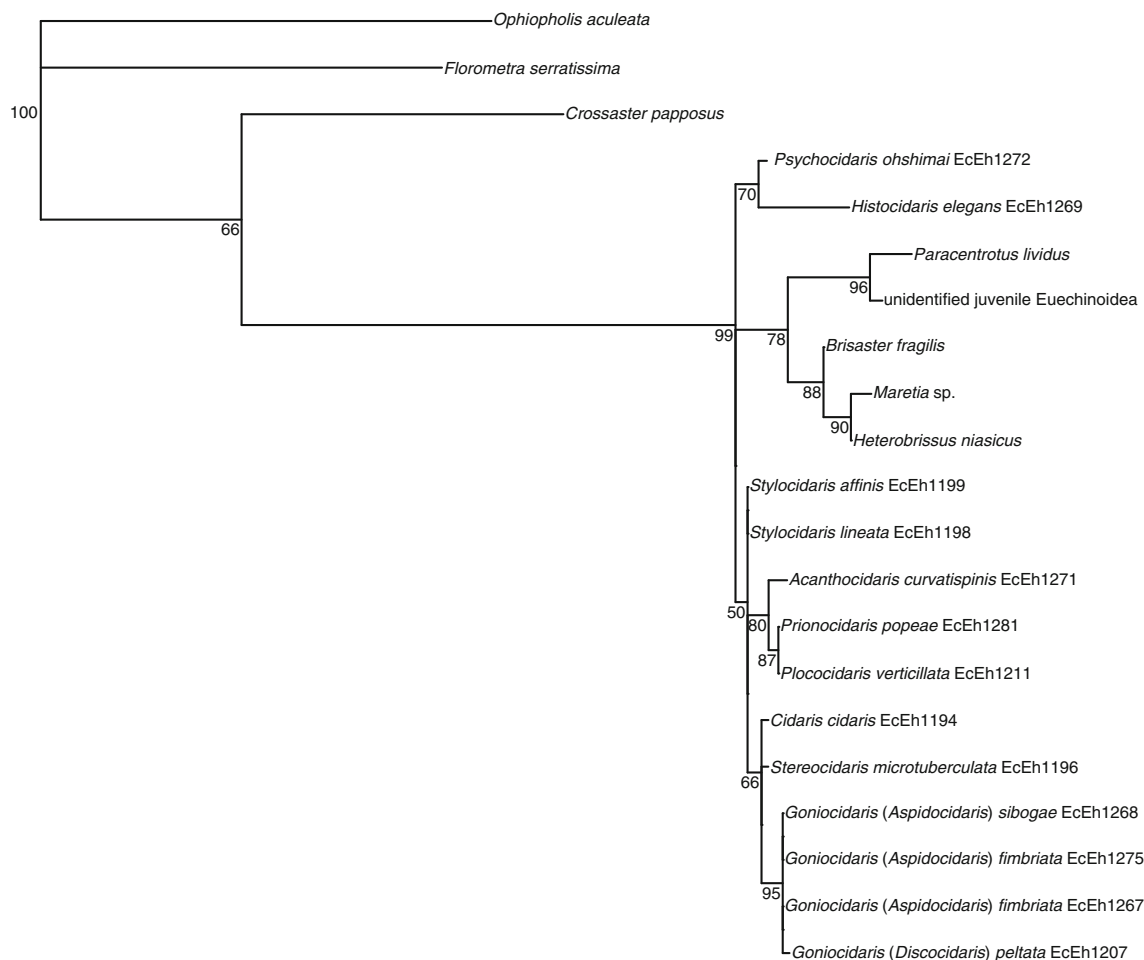 Ophiopholis aculeata
Florometra serratissima
100
Crossaster papposus
Psychocidaris ohshimai EcEh1272
70
Histocidaris elegans EcEh1269
66
Paracentrotus lividus
96
unidentified juvenile Euechinoidea
99
78
Brisaster fragilis
88
Maretia sp.
90
Heterobrissus niasicus
Stylocidaris affinis EcEh1199
Stylocidaris lineata EcEh1198
Acanthocidaris curvatispinis EcEh1271
50
80
Prionocidaris popeae EcEh1281
87
Plococidaris verticillata EcEh1211
Cidaris cidaris EcEh1194
Stereocidaris microtuberculata EcEh1196
66
Goniocidaris (Aspidocidaris) sibogae EcEh1268
Goniocidaris (Aspidocidaris) fimbriata EcEh1275
95
Goniocidaris (Aspidocidaris) fimbriata EcEh1267
Goniocidaris (Discocidaris) peltata EcEh1207